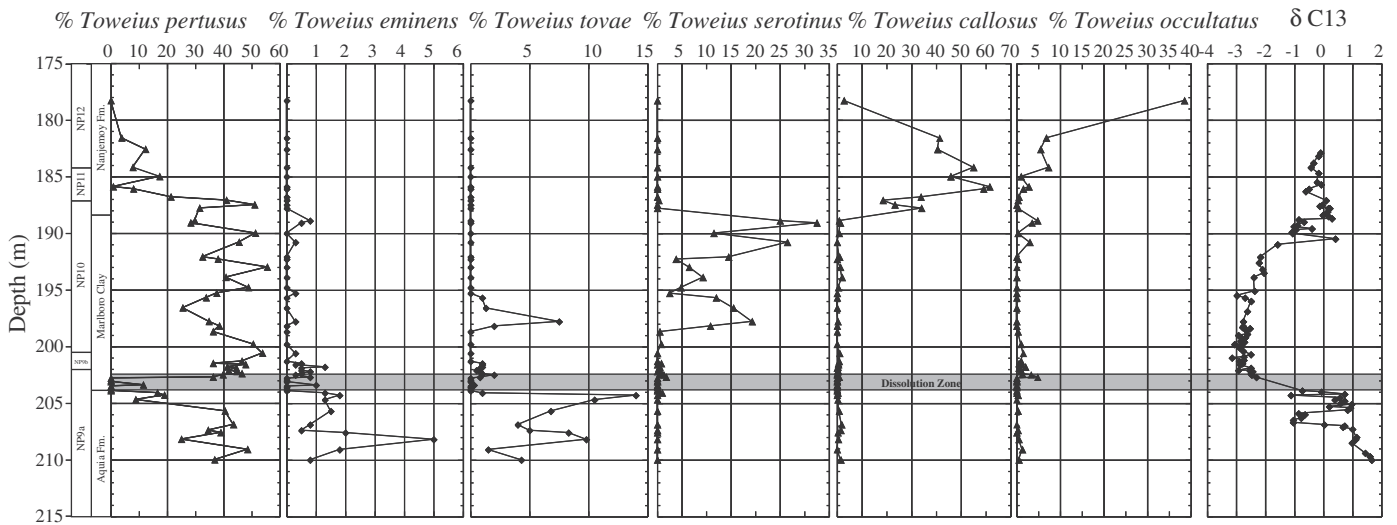 % Toweius pertusus % Toweius eminens % Toweius tovae % Toweius serotinus % Toweius callosus % Toweius occultatus δ C13
0 10 20 30 40 50 60 1 2 3 4 5 6 0 5 10 15 5 10 15 20 25 30 35 0 10 20 30 40 50 60 70 5 10 15 20 25 30 35 40 -4 -3 -2 -1 0 1 2
175
180
185
190
195
200
205
210
215
Depth (m)
NP12
NP11
NP10
NP9b
NP9a
Nanjemoy Fm.
Marlboro Clay
Aquia Fm.
Dissolution Zone